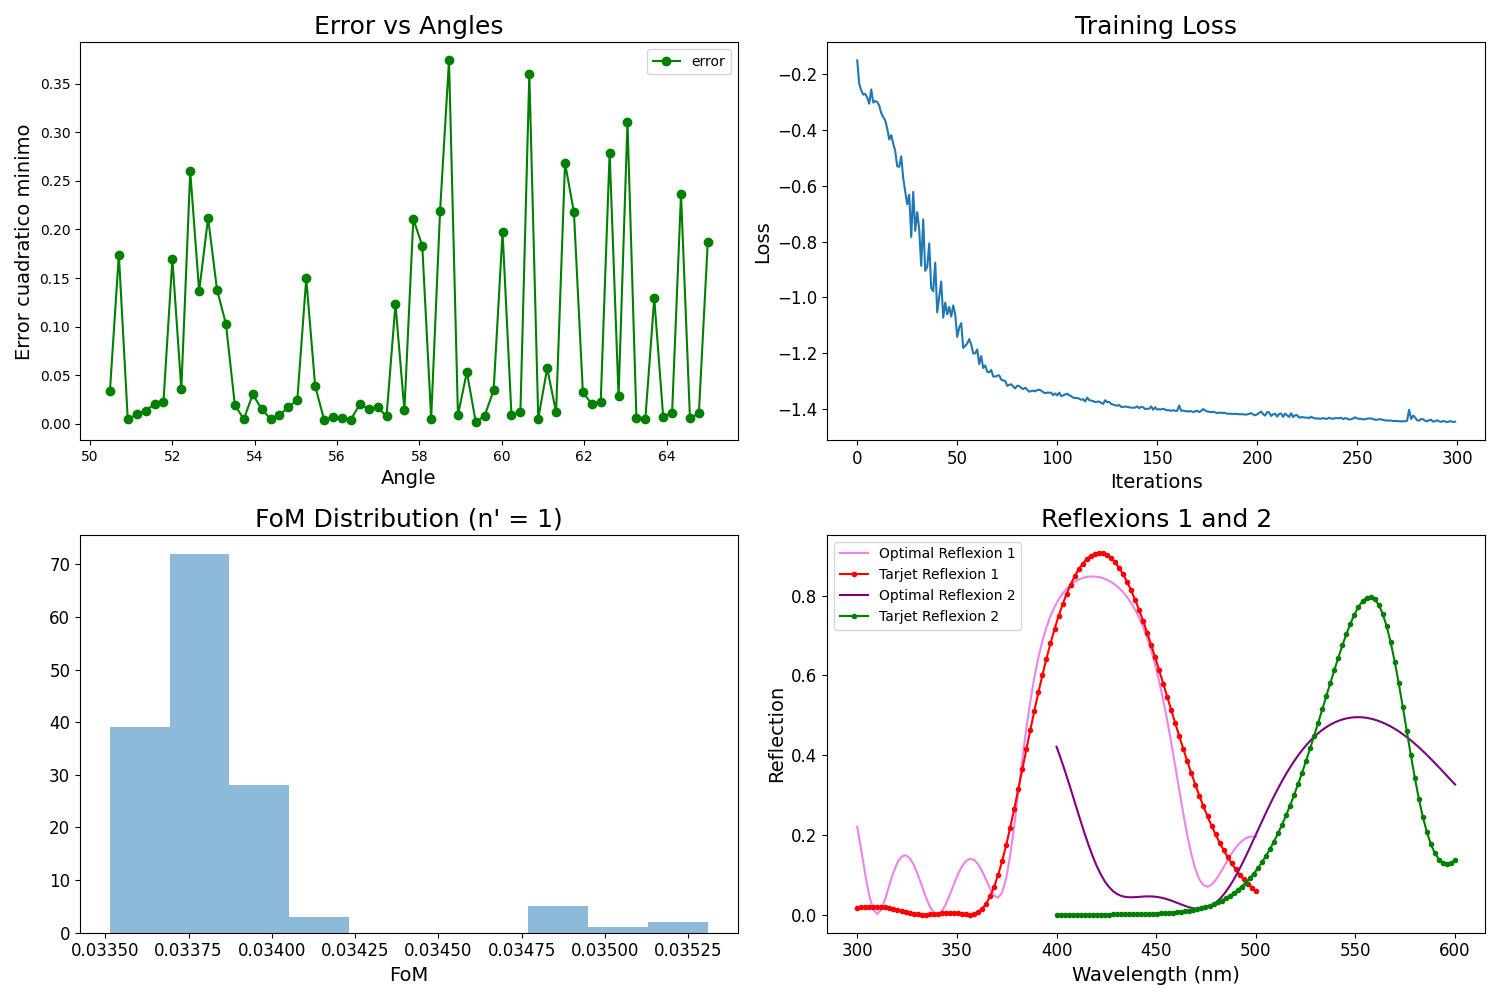 Error vs Angles
error
Error cuadratico minimo
0.35
0.30
0.25
0.20
0.15
0.10
0.05
0.00
50 52 54 56 58 60 62 64
Angle
Training Loss
Loss
−0.2
−0.4
−0.6
−0.8
−1.0
−1.2
−1.4
0 50 100 150 200 250 300
Iterations
FoM Distribution (n' = 1)
70
60
50
40
30
20
10
0
0.03350 0.03375 0.03400 0.03425 0.03450 0.03475 0.03500 0.03525
FoM
Reflexions 1 and 2
Optimal Reflexion 1
Tarjet Reflexion 1
Optimal Reflexion 2
Tarjet Reflexion 2
Reflection
0.8
0.6
0.4
0.2
0.0
300 350 400 450 500 550 600
Wavelength (nm)